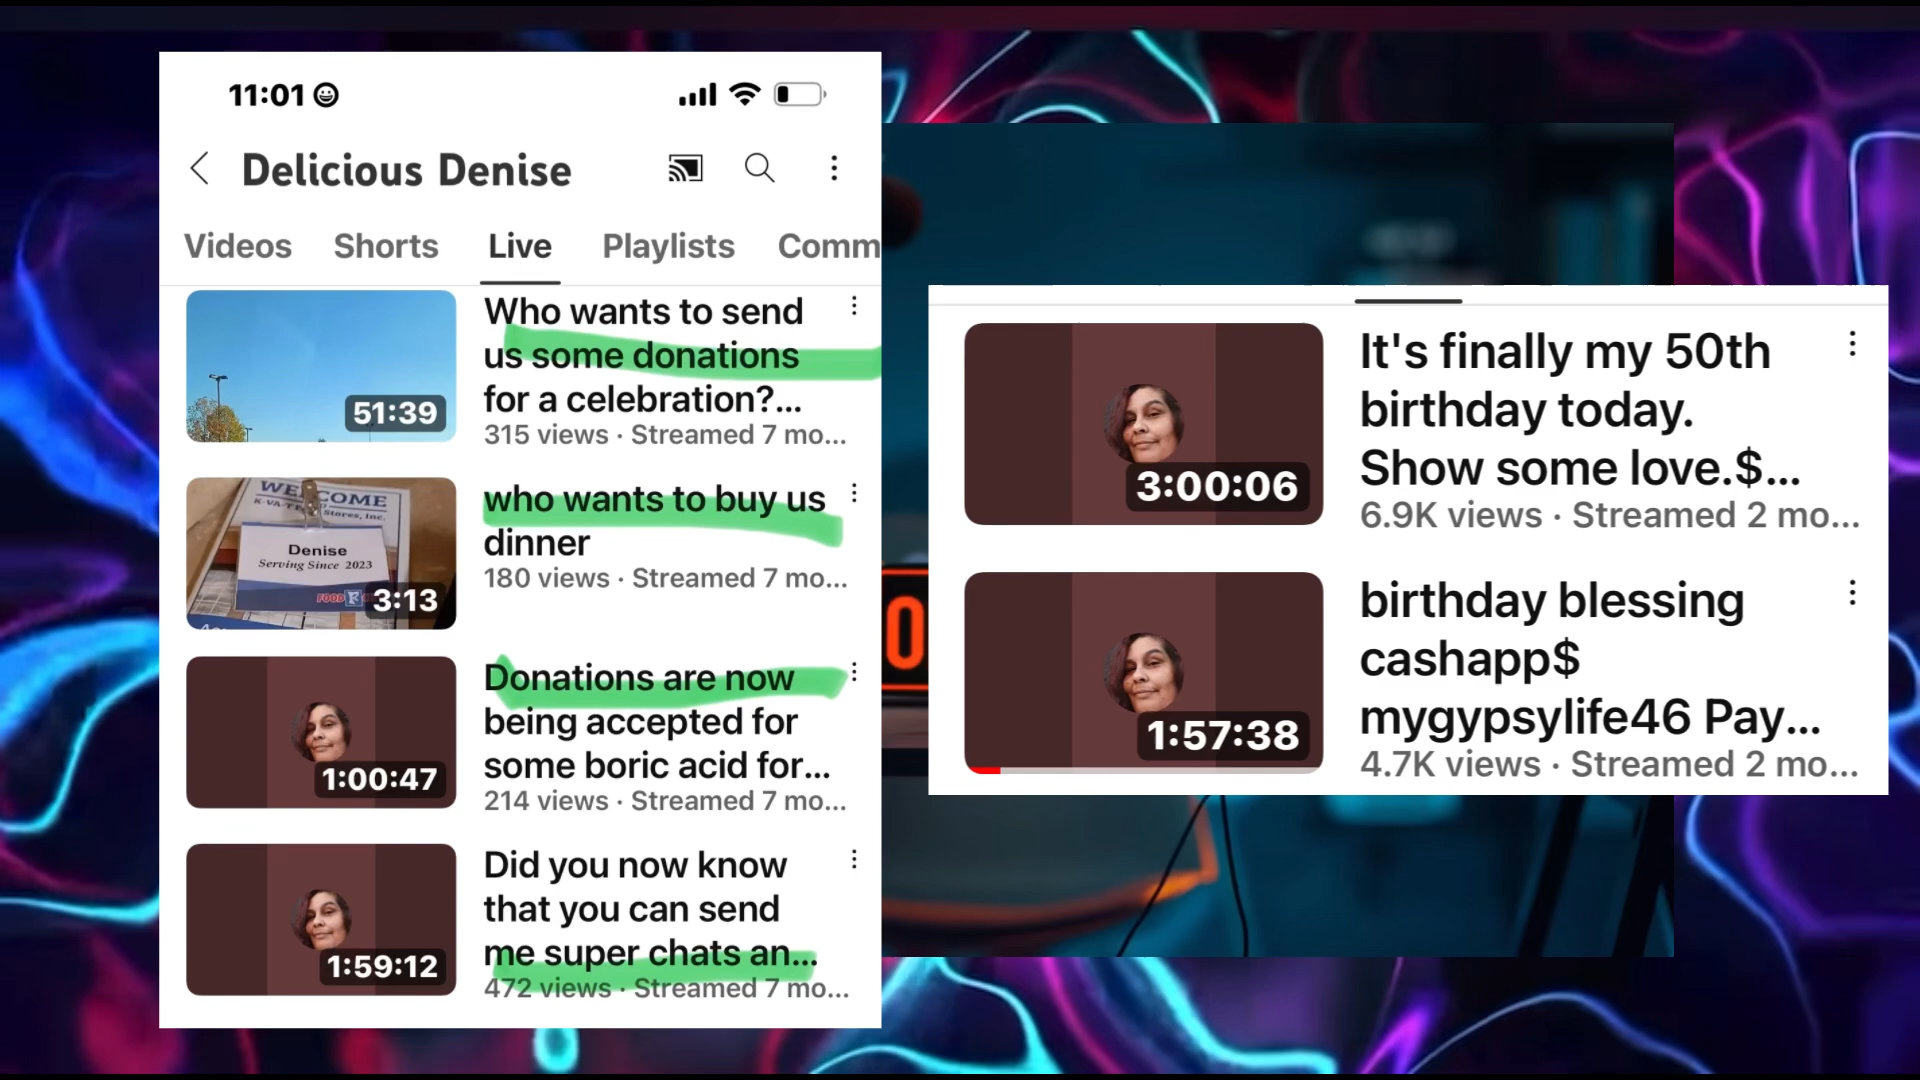 11:01
Delicious Denise
Videos Shorts Live Playlists Comm
Who wants to send
us some donations
for a celebration?...
315 views · Streamed 7 mo...
51:39
who wants to buy us
dinner
180 views · Streamed 7 mo...
WELCOME
Stores, Inc.
Denise
Serving Since 2023
FOOD
3:13
Donations are now
being accepted for
some boric acid for...
214 views · Streamed 7 mo...
1:00:47
Did you now know
that you can send
me super chats an...
472 views · Streamed 7 mo...
1:59:12
It's finally my 50th
birthday today.
Show some love.$...
6.9K views · Streamed 2 mo...
3:00:06
birthday blessing
cashapp$
mygypsylife46 Pay...
4.7K views · Streamed 2 mo...
1:57:38
0